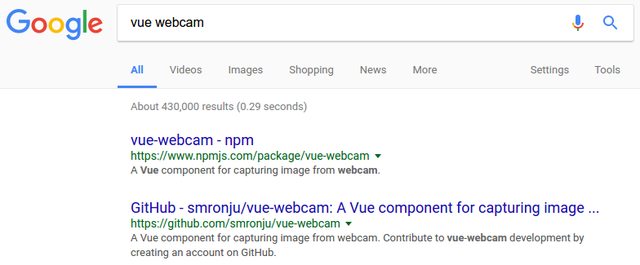 Google
vue webcam
All Videos Images Shopping News More Settings Tools
About 430,000 results (0.29 seconds)
vue-webcam - npm
https://www.npmjs.com/package/vue-webcam
A Vue component for capturing image from webcam.
GitHub - smronju/vue-webcam: A Vue component for capturing image ...
https://github.com/smronju/vue-webcam
A Vue component for capturing image from webcam. Contribute to vue-webcam development by
creating an account on GitHub.